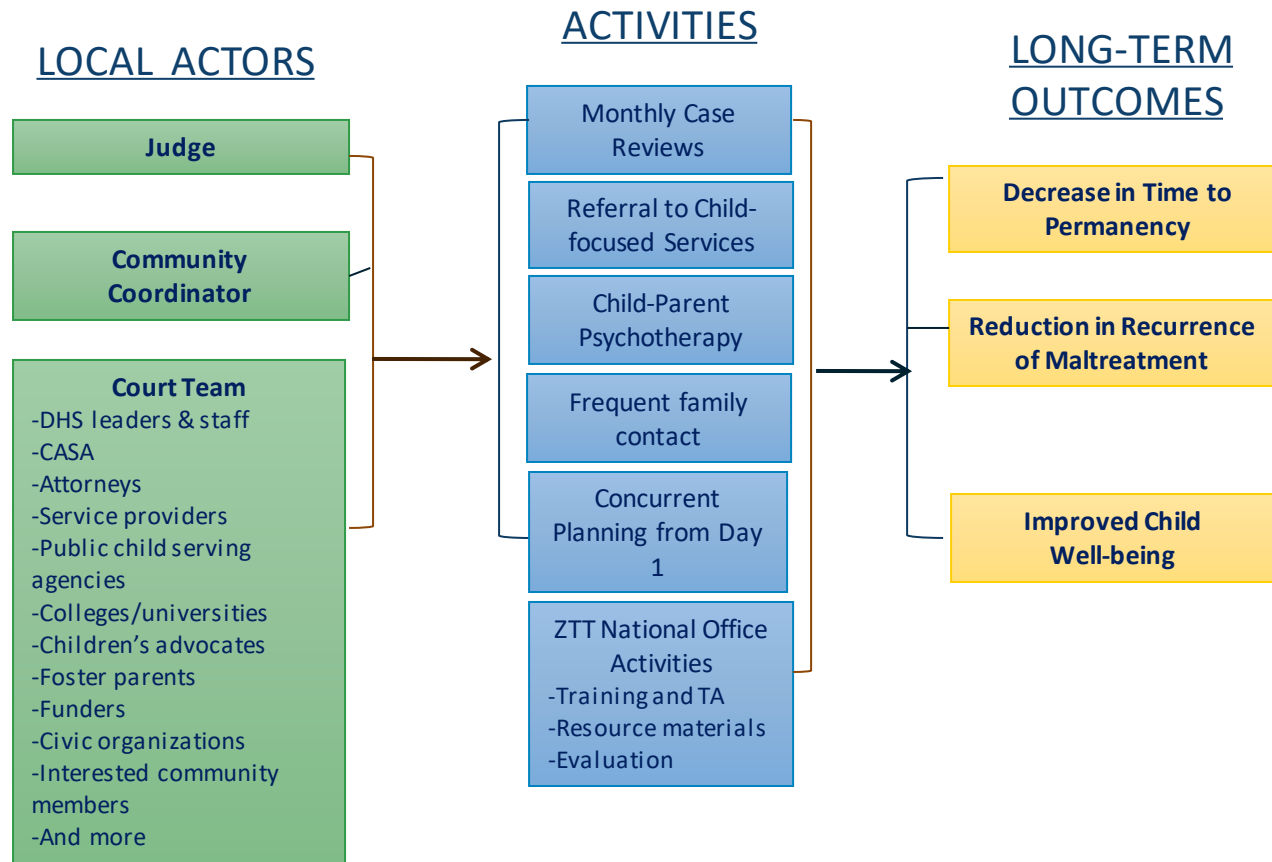 LOCAL ACTORS
Judge
Community
Coordinator
Court Team
-DHS leaders & staff
-CASA
-Attorneys
-Service providers
-Public child serving
agencies
-Colleges/universities
-Children’s advocates
-Foster parents
-Funders
-Civic organizations
-Interested community
members
-And more
ACTIVITIES
Monthly Case
Reviews
Referral to Child-
focused Services
Child-Parent
Psychotherapy
Frequent family
contact
Concurrent
Planning from Day
1
ZTT National Office
Activities
-Training and TA
-Resource materials
-Evaluation
LONG-TERM
OUTCOMES
Decrease in Time to
Permanency
Reduction in Recurrence
of Maltreatment
Improved Child
Well-being